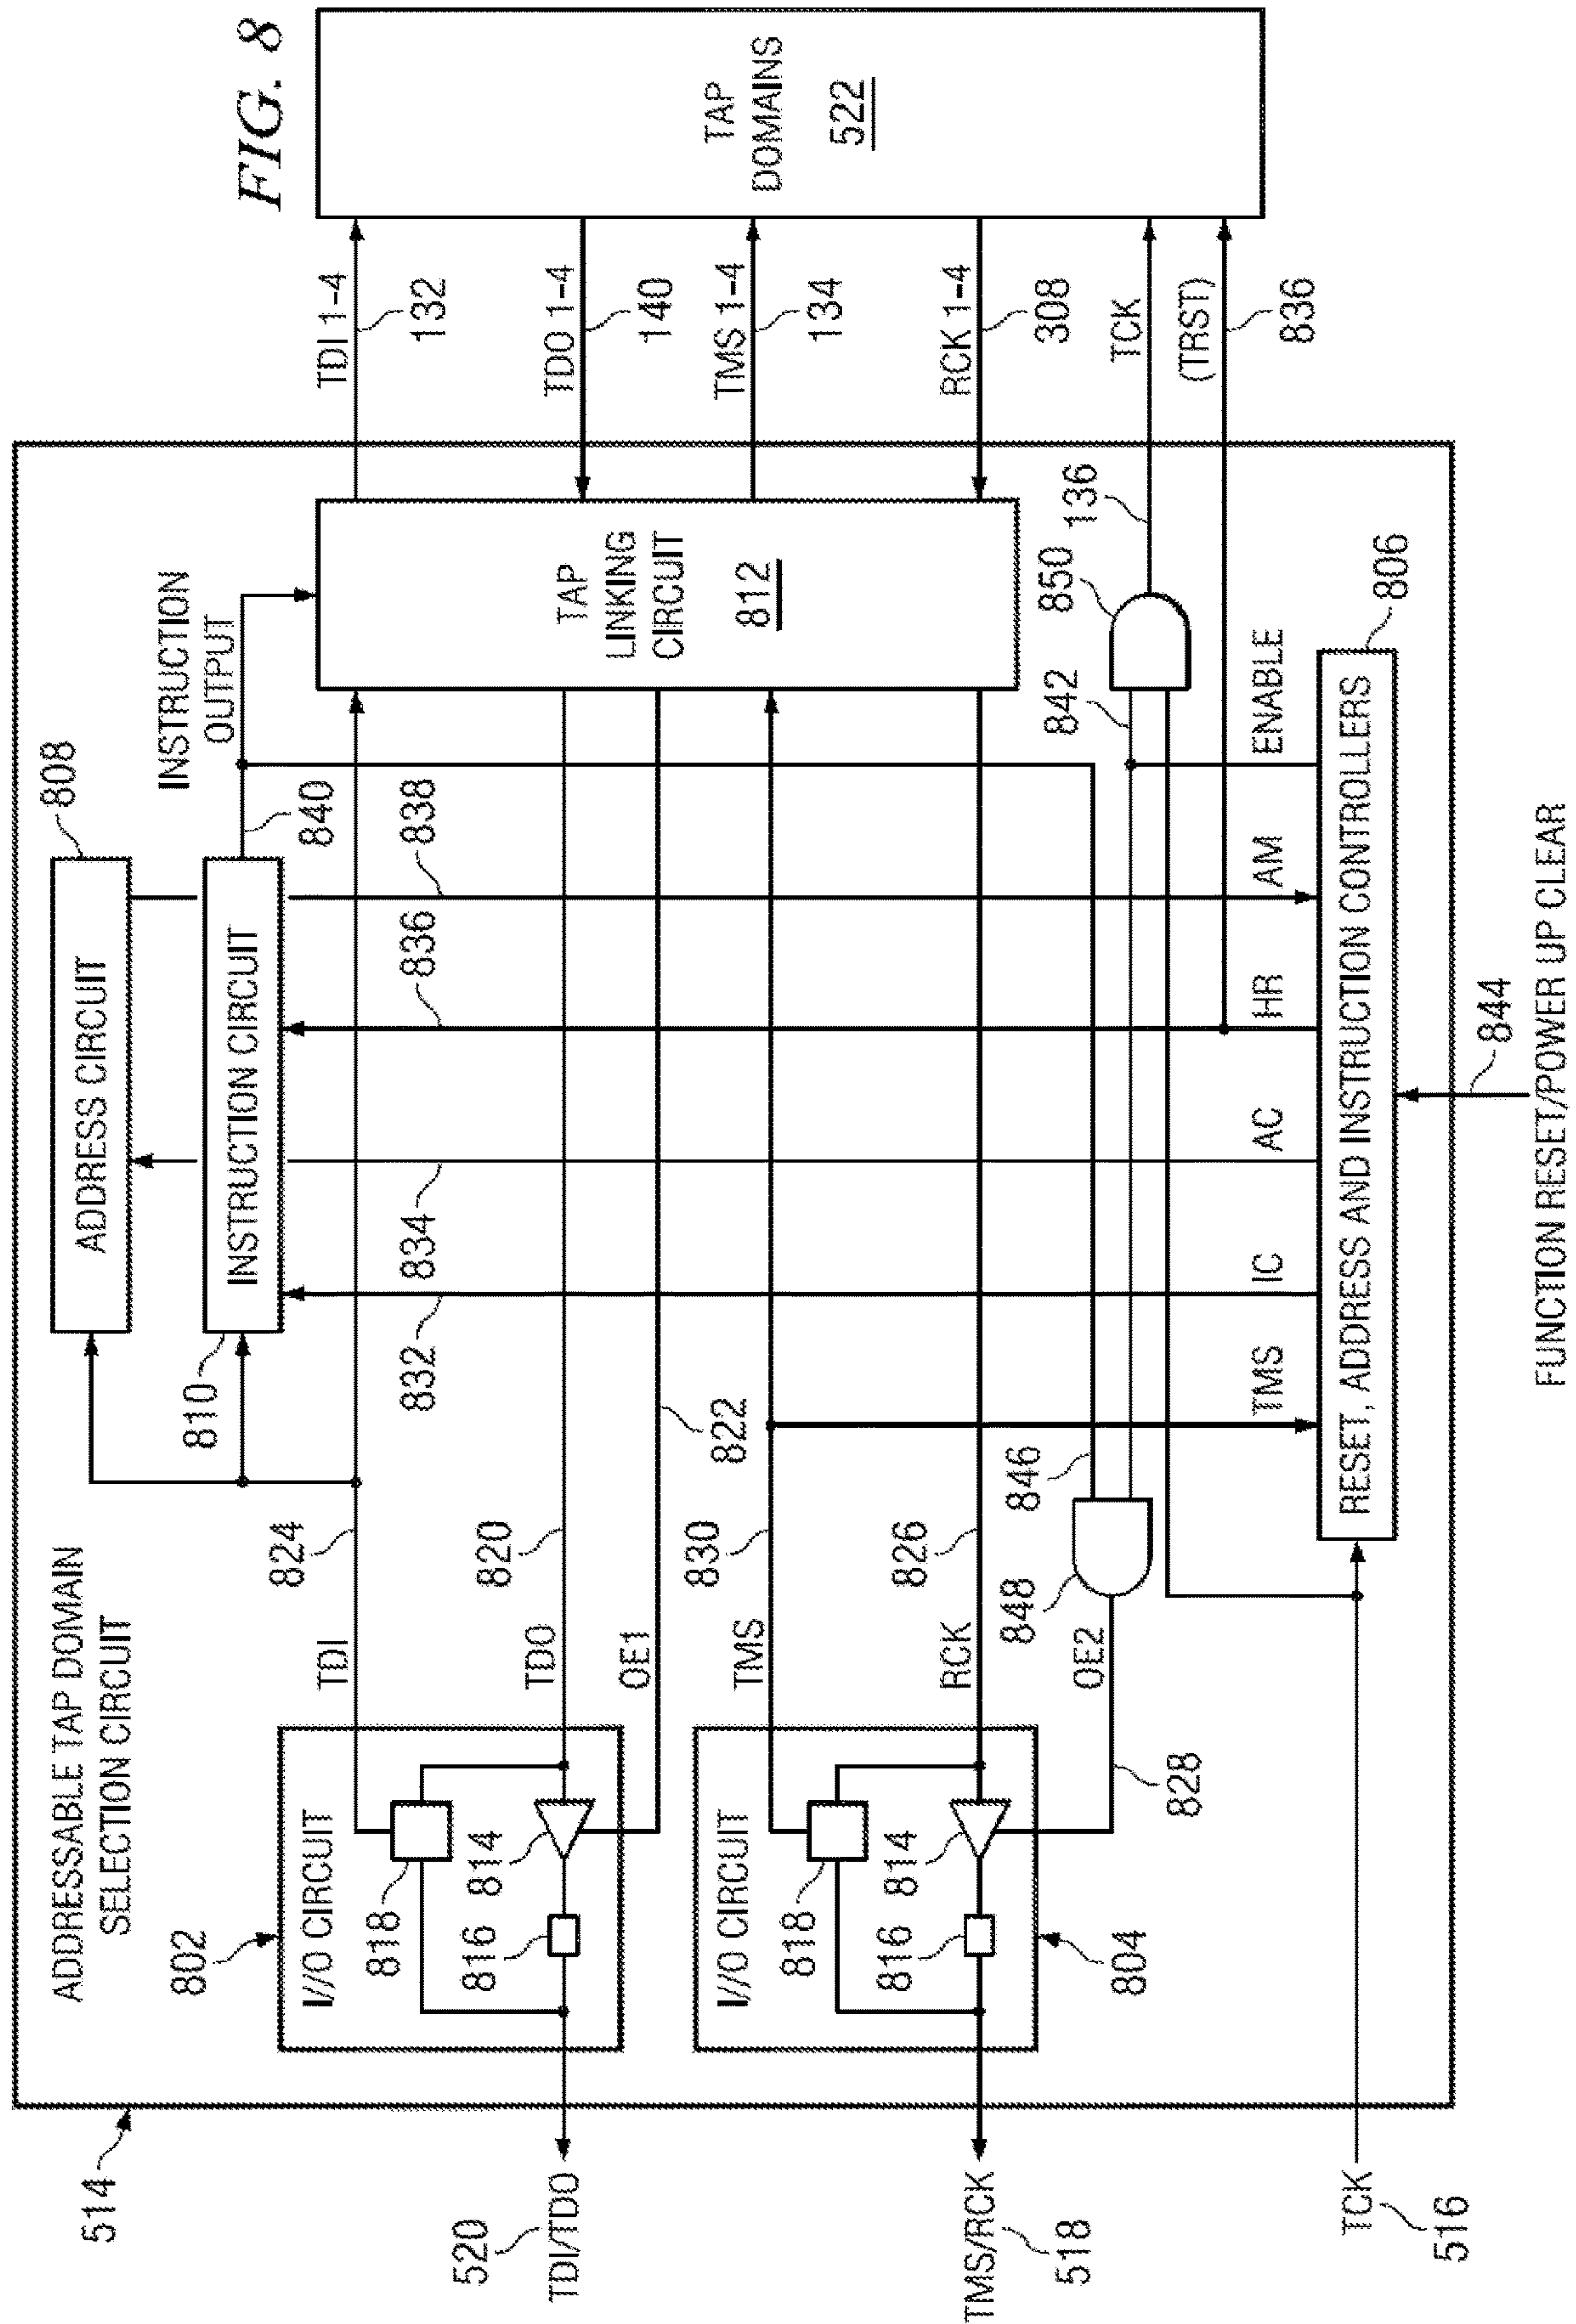 FIG. 8
ADDRESSABLE TAP DOMAIN
SELECTION CIRCUIT
514
ADDRESS CIRCUIT
808
INSTRUCTION CIRCUIT
810
INSTRUCTION
OUTPUT
840
802
I//O CIRCUIT
818
814
816
TDI
824
TDO
820
OE1
822
520
TDI/TDO
832
834
836
838
TAP
LINKING
CIRCUIT
812
TDI 1-4
132
TDO 1-4
140
TMS 1-4
134
RCK 1-4
308
TCK
(TRST)
836
TAP
DOMAINS
522
I//O CIRCUIT
818
814
816
804
TMS
830
RCK
826
OE2
828
848
846
842
850
136
TMS/RCK
518
TMS
IC
AC
HR
AM
ENABLE
RESET, ADDRESS AND INSTRUCTION CONTROLLERS
806
TCK
516
844
FUNCTION RESET/POWER UP CLEAR